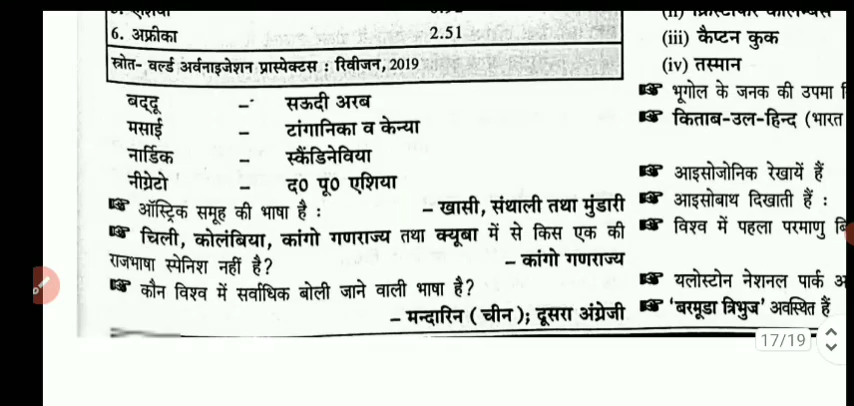 6. अफ्रीका 2.51
स्त्रोत- वर्ल्ड अर्वनाइजेशन प्रास्पेक्टस : रिवीजन, 2019
बद्दू – सऊदी अरब
मसाई – टांगानिका व केन्या
नार्डिक – स्कैंडिनेविया
नीग्रेटो – द० पू० एशिया
ऑस्ट्रिक समूह की भाषा है : – खासी, संथाली तथा मुंडारी
चिली, कोलंबिया, कांगो गणराज्य तथा क्यूबा में से किस एक की
राजभाषा स्पेनिश नहीं है? – कांगो गणराज्य
कौन विश्व में सर्वाधिक बोली जाने वाली भाषा है?
– मन्दारिन ( चीन ); दूसरा अंग्रेजी
(iii) कैप्टन कुक
(iv) तस्मान
भूगोल के जनक की उपमा
किताब-उल-हिन्द (भारत
आइसोजोनिक रेखायें हैं
आइसोबाथ दिखाती हैं :
विश्व में पहला परमाणु
यलोस्टोन नेशनल पार्क
'बरमूडा त्रिभुज' अवस्थित हैं
17/19